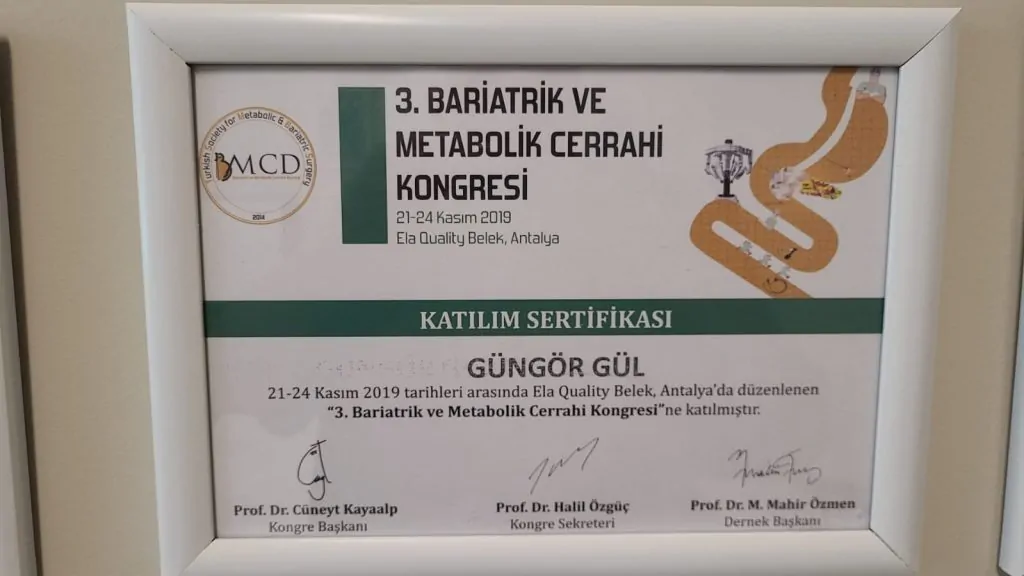 Turkish Society for Metabolic & Bariatric Surgery
BMCD
2014
3. BARİATRİK VE
METABOLİK CERRAHİ
KONGRESİ
21-24 Kasım 2019
Ela Quality Belek, Antalya
KATILIM SERTİFİKASI
GÜNGÖR GÜL
21-24 Kasım 2019 tarihleri arasında Ela Quality Belek, Antalya'da düzenlenen
“3. Bariatrik ve Metabolik Cerrahi Kongresi”ne katılmıştır.
Prof. Dr. Cüneyt Kayaalp
Kongre Başkanı
Prof. Dr. Halil Özgüç
Kongre Sekreteri
Prof. Dr. M. Mahir Özmen
Dernek Başkanı